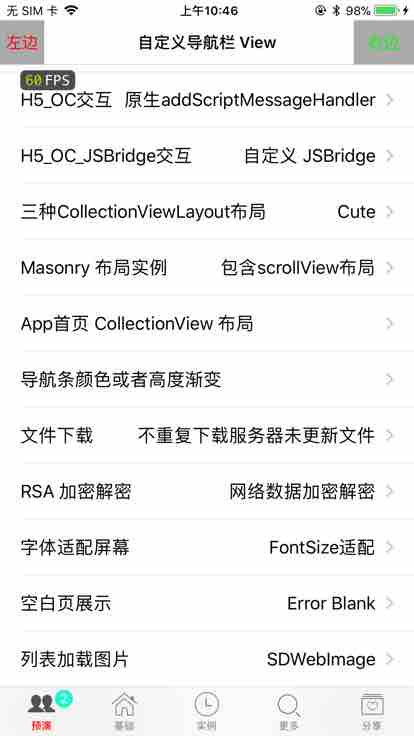 无 SIM 卡 上午10:46 98%
左边 自定义导航栏 View 右边
60 FPS
H5_OC交互 原生addScriptMessageHandler
H5_OC_JSBridge交互 自定义 JSBridge
三种CollectionViewLayout布局 Cute
Masonry 布局实例 包含scrollView布局
App首页 CollectionView 布局
导航条颜色或者高度渐变
文件下载 不重复下载服务器未更新文件
RSA 加密解密 网络数据加密解密
字体适配屏幕 FontSize适配
空白页展示 Error Blank
列表加载图片 SDWebImage
2
预演 基础 实例 更多 分享